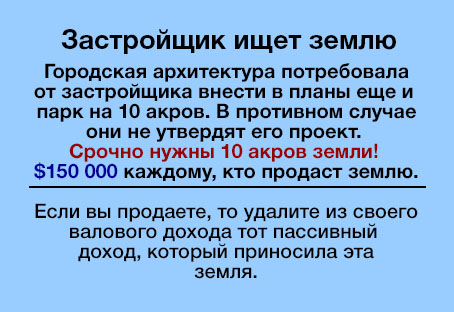 Застройщик ищет землю
Городская архитектура потребовала
от застройщика внести в планы еще и
парк на 10 акров. В противном случае
они не утвердят его проект.
Срочно нужны 10 акров земли!
$150 000 каждому, кто продаст землю.
Если вы продаете, то удалите из своего
валового дохода тот пассивный
доход, который приносила эта
земля.